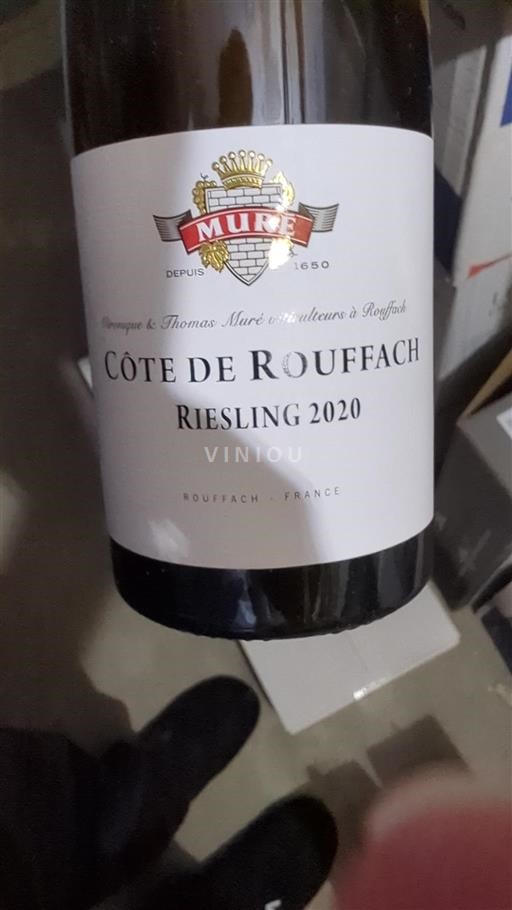 MURÉ
DEPUIS 1650
Véronique & Thomas Muré viticulteurs à Rouffach
CÔTE DE ROUFFACH
RIESLING 2020
VINIOU
ROUFFACH - FRANCE